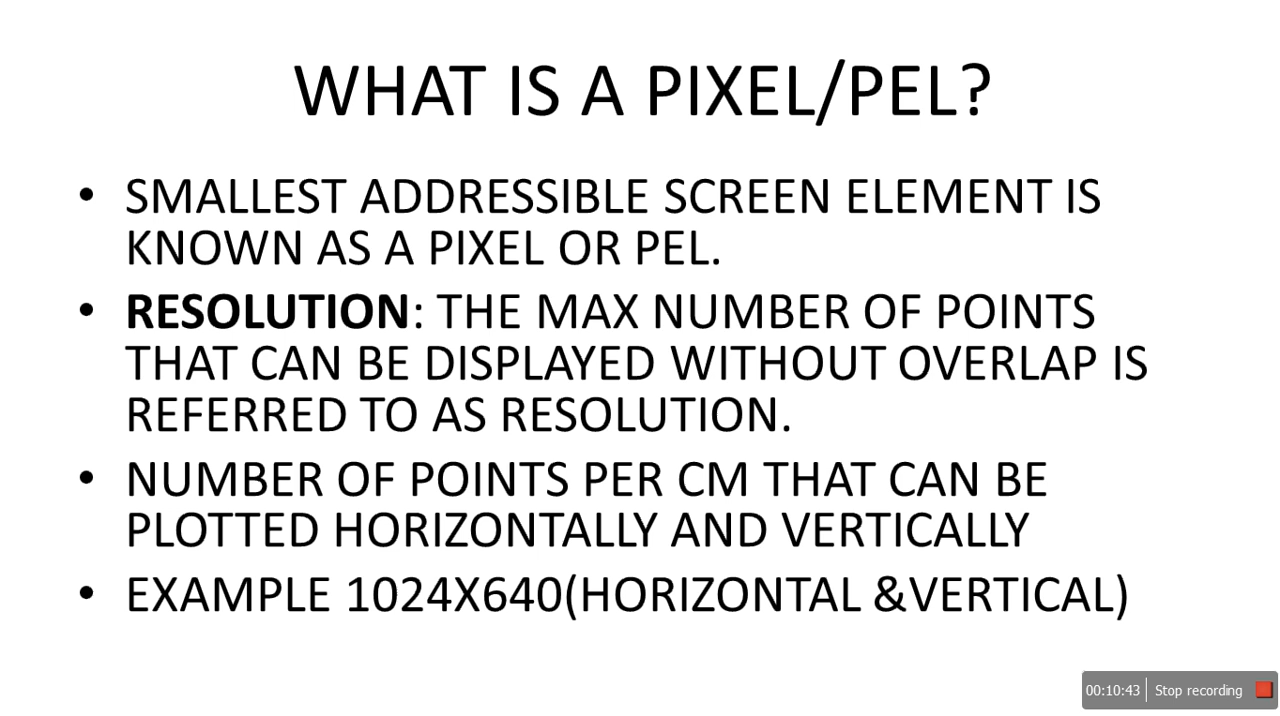 WHAT IS A PIXEL/PEL?
• SMALLEST ADDRESSIBLE SCREEN ELEMENT IS
KNOWN AS A PIXEL OR PEL.
• RESOLUTION: THE MAX NUMBER OF POINTS
THAT CAN BE DISPLAYED WITHOUT OVERLAP IS
REFERRED TO AS RESOLUTION.
• NUMBER OF POINTS PER CM THAT CAN BE
PLOTTED HORIZONTALLY AND VERTICALLY
• EXAMPLE 1024X640(HORIZONTAL &VERTICAL)
00:10:43 Stop recording